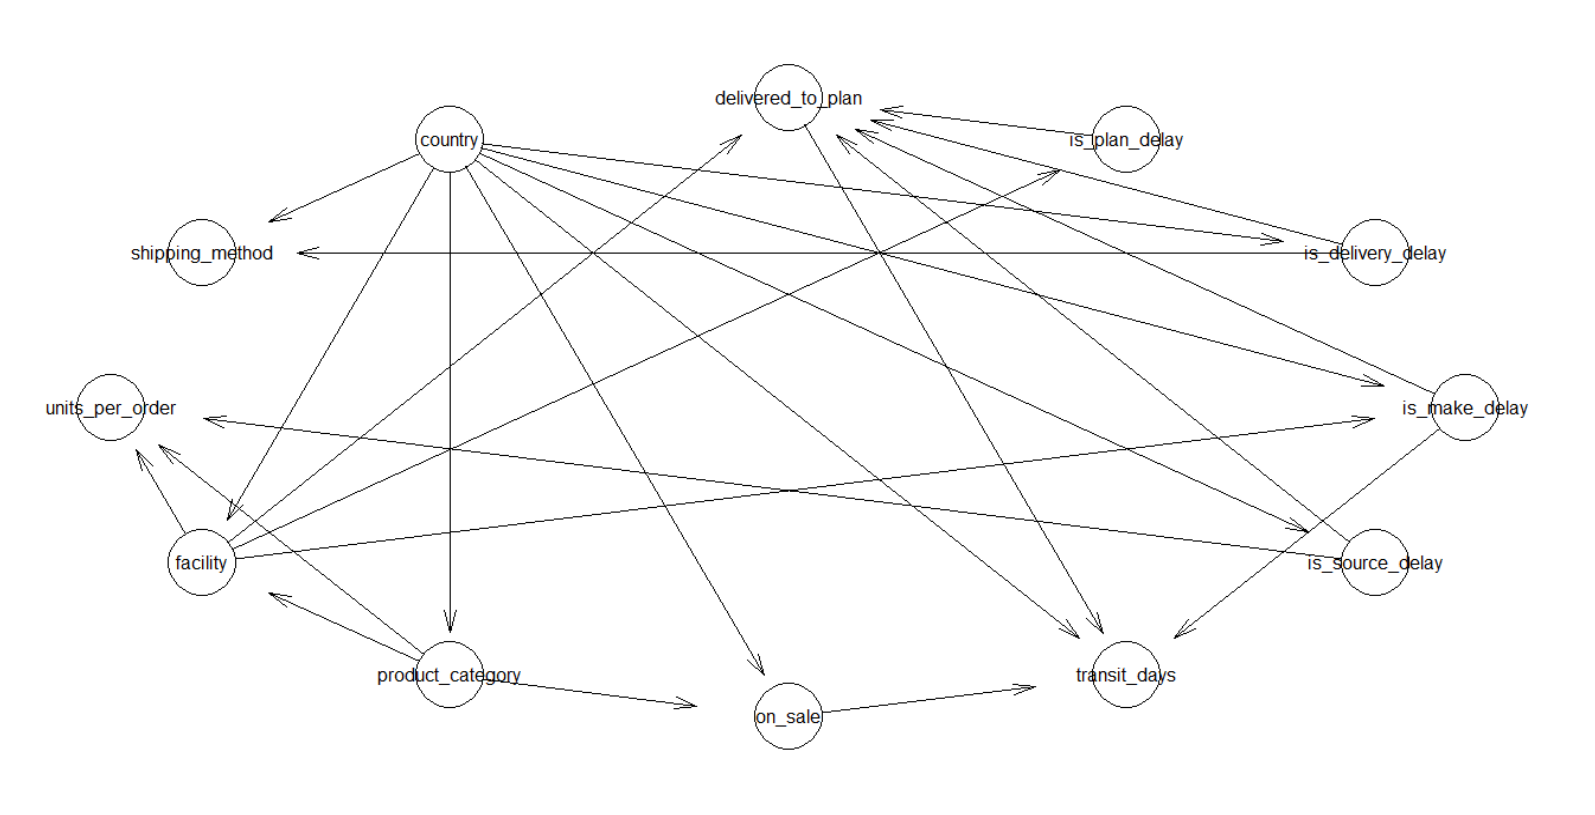 delivered_to_plan
country
is_plan_delay
shipping_method
is_delivery_delay
units_per_order
is_make_delay
facility
is_source_delay
product_category
transit_days
on_sale